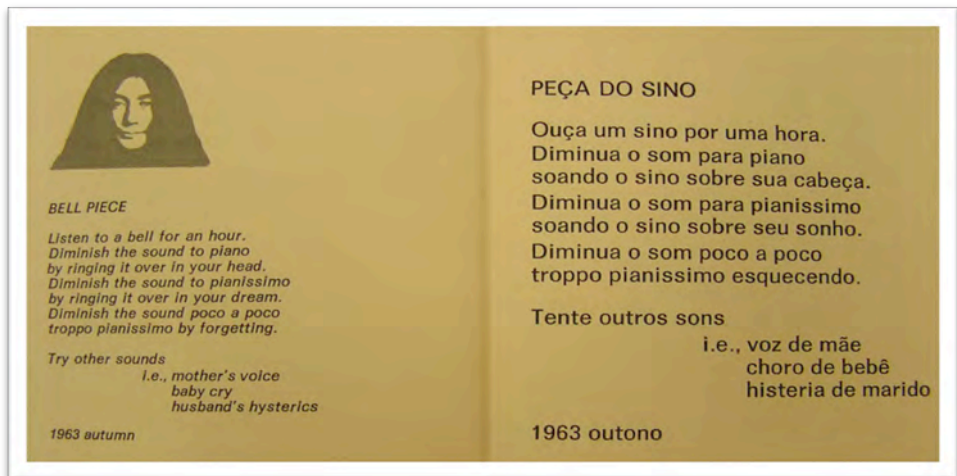 BELL PIECE
Listen to a bell for an hour.
Diminish the sound to piano
by ringing it over in your head.
Diminish the sound to pianissimo
by ringing it over in your dream.
Diminish the sound poco a poco
troppo pianissimo by forgetting.
Try other sounds
i.e., mother's voice
baby cry
husband's hysterics
1963 autumn
PEÇA DO SINO
Ouça um sino por uma hora.
Diminua o som para piano
soando o sino sobre sua cabeça.
Diminua o som para pianissimo
soando o sino sobre seu sonho.
Diminua o som poco a poco
troppo pianissimo esquecendo.
Tente outros sons
i.e., voz de mãe
choro de bebê
histeria de marido
1963 outono